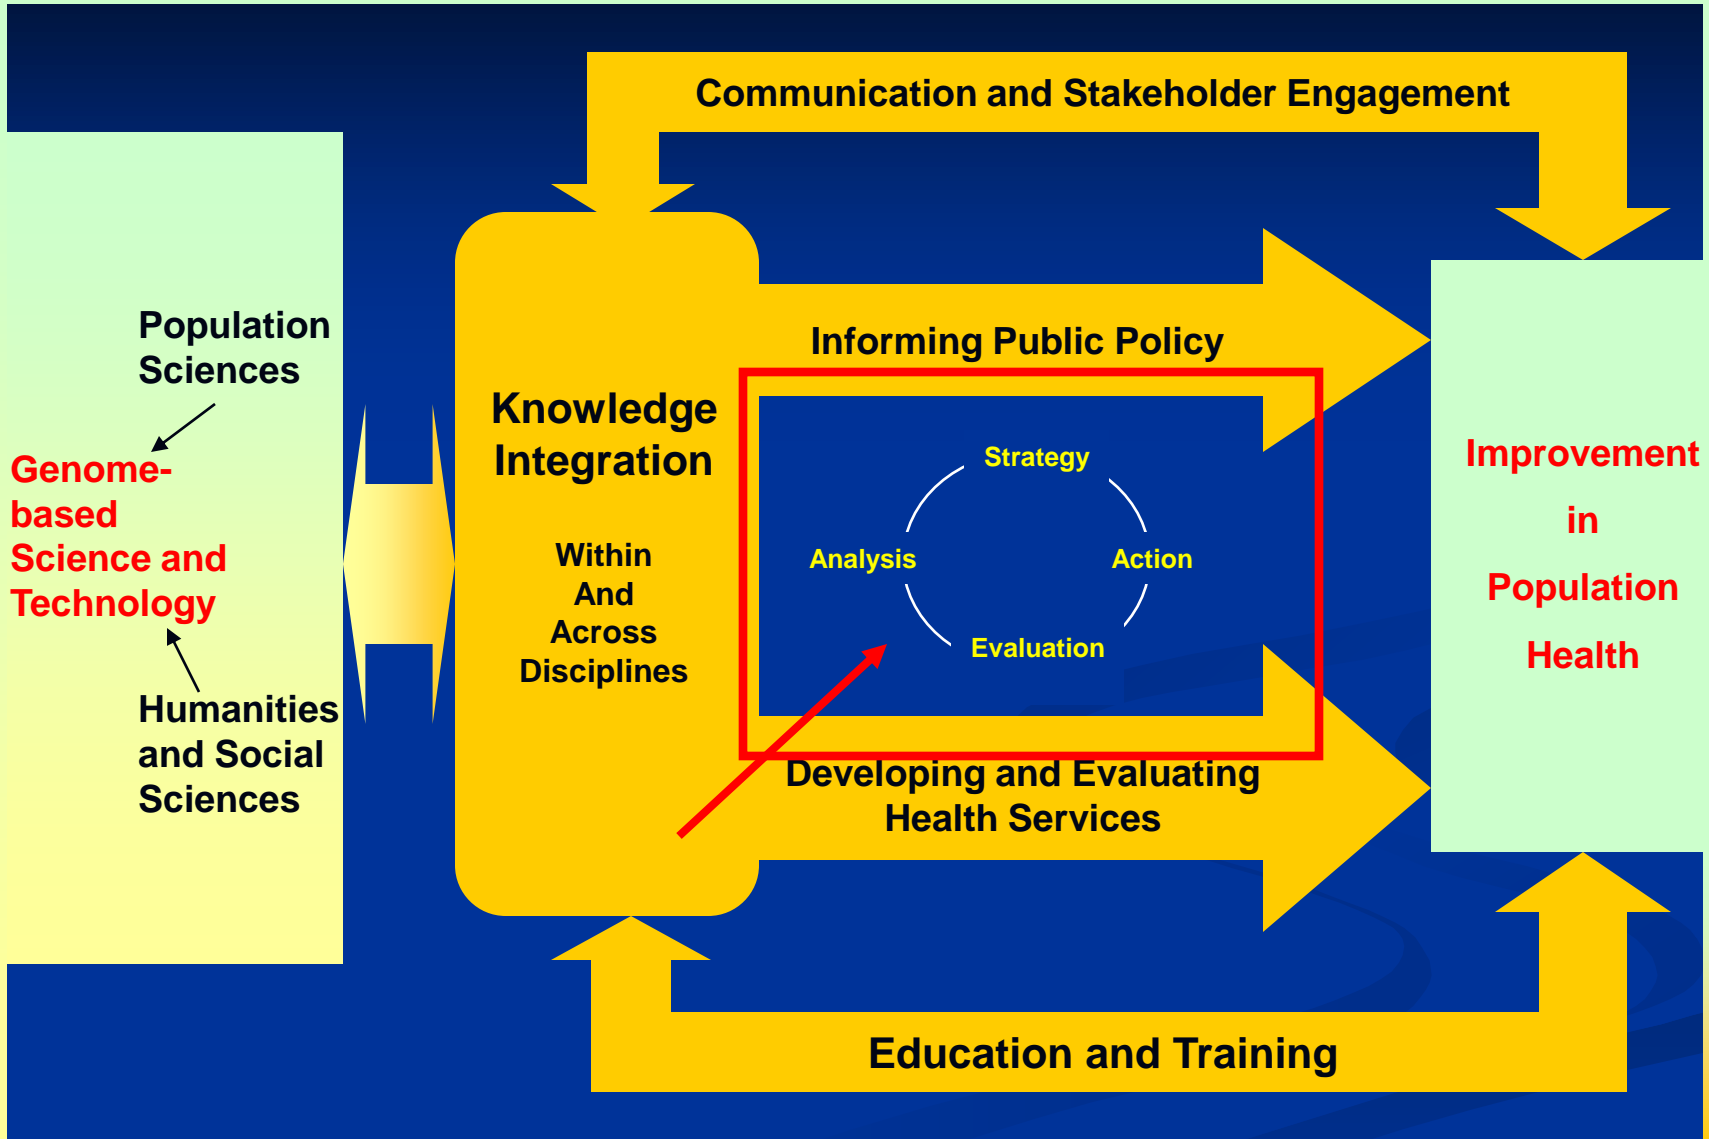 Communication and Stakeholder Engagement
Population
Sciences
Genome-
based
Science and
Technology
Humanities
and Social
Sciences
Knowledge
Integration
Within
And
Across
Disciplines
Informing Public Policy
Strategy
Analysis
Action
Evaluation
Developing and Evaluating
Health Services
Improvement
in
Population
Health
Education and Training